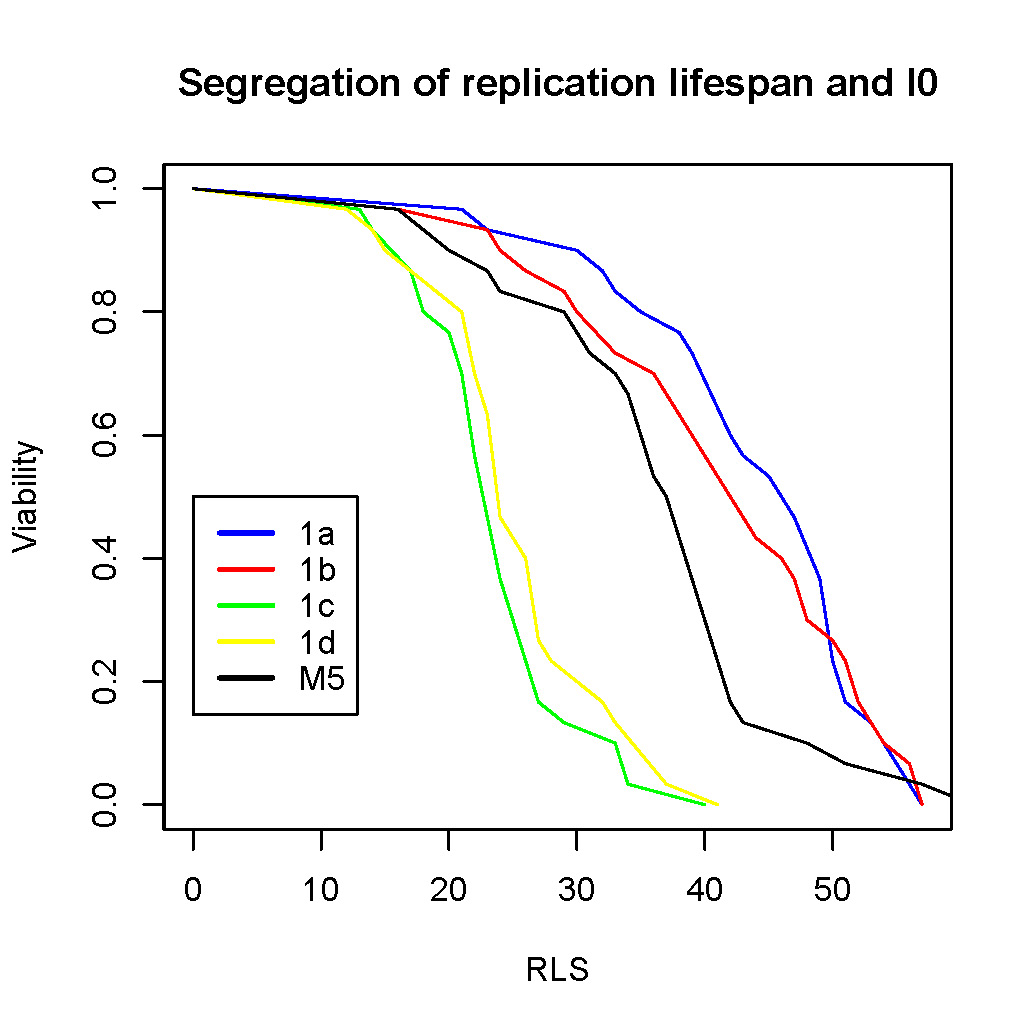 Segregation of replication lifespan and I0
Viability
1.0
0.8
0.6
0.4
0.2
0.0
1a
1b
1c
1d
M5
0 10 20 30 40 50
RLS